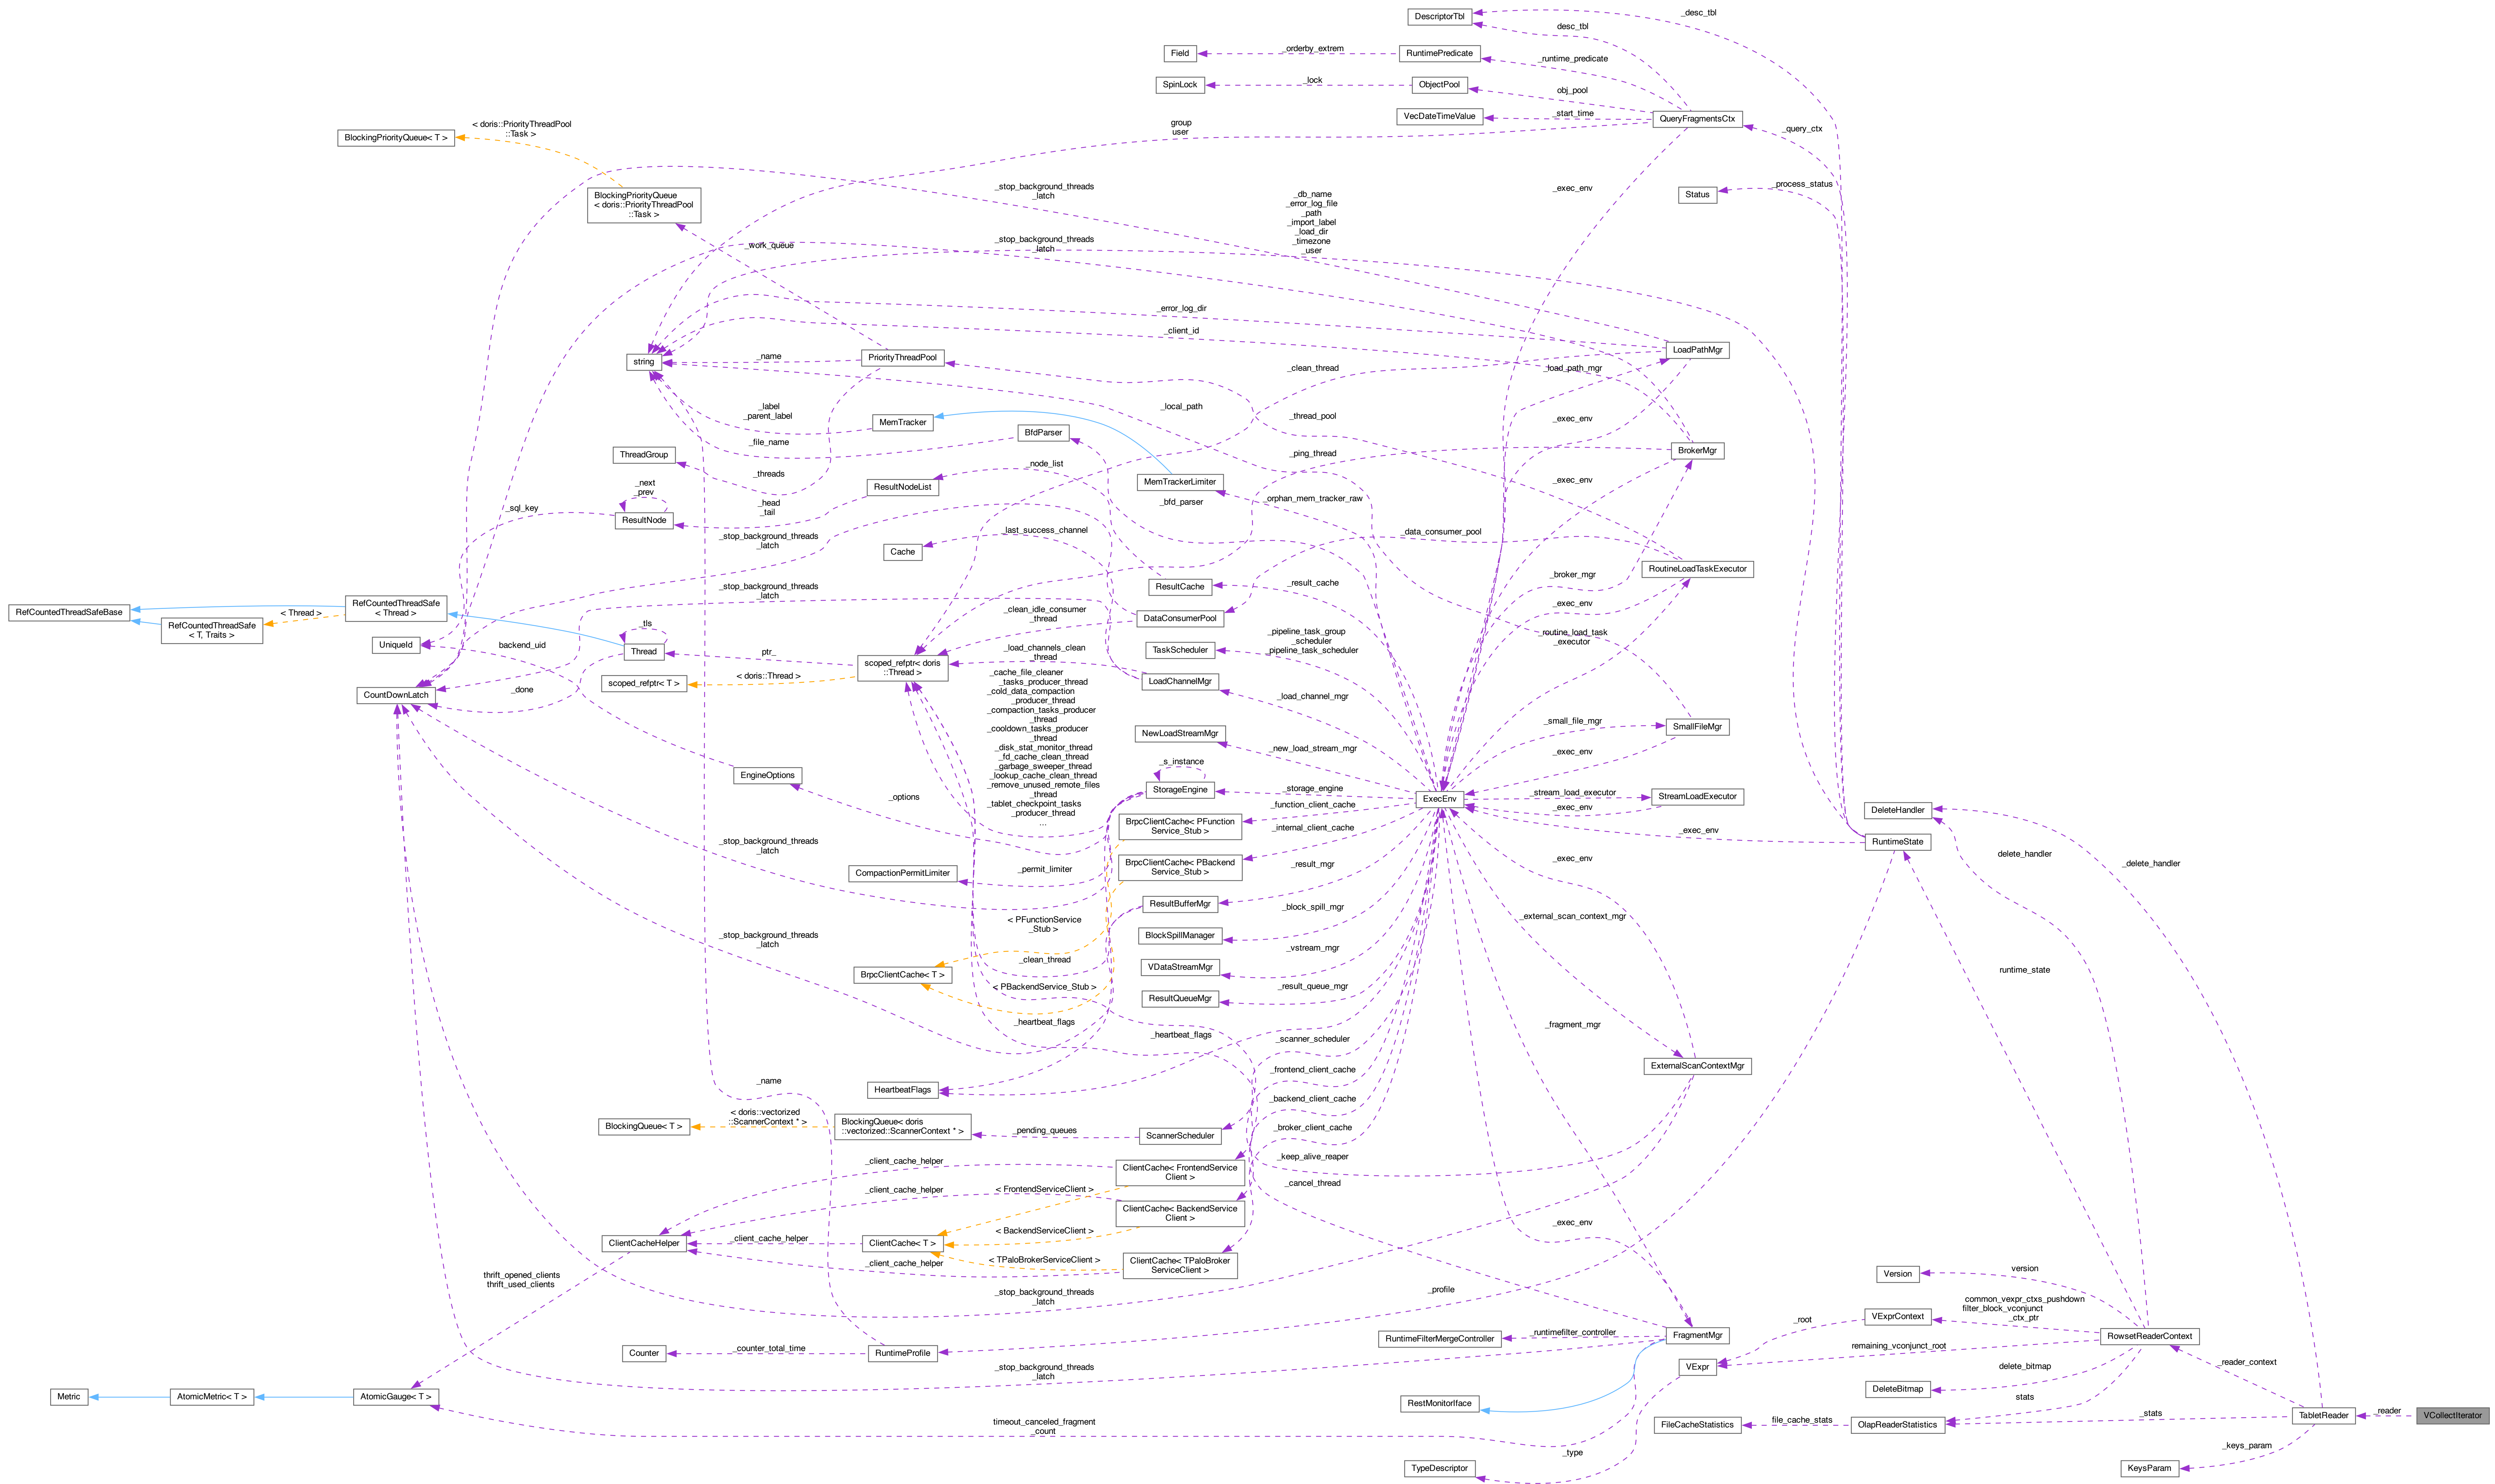 DescriptorTbl
_desc_tbl
desc_tbl
Field
_orderby_extrem
RuntimePredicate
_runtime_predicate
SpinLock
_lock
ObjectPool
obj_pool
VecDateTimeValue
_start_time
QueryFragmentsCtx
_query_ctx
group
user
BlockingPriorityQueue< T >
< doris::PriorityThreadPool
::Task >
BlockingPriorityQueue
< doris::PriorityThreadPool
::Task >
_stop_background_threads
_latch
_exec_env
Status
_process_status
_db_name
_error_log_file
_path
_import_label
_load_dir
_timezone
_user
_work_queue
_stop_background_threads
_latch
_error_log_dir
_client_id
string
_name
PriorityThreadPool
LoadPathMgr
_clean_thread
_load_path_mgr
_label
_parent_label
MemTracker
_local_path
_thread_pool
_exec_env
_file_name
BfdParser
BrokerMgr
ThreadGroup
_threads
_node_list
_ping_thread
_exec_env
_next
_prev
ResultNodeList
MemTrackerLimiter
_orphan_mem_tracker_raw
_bfd_parser
_sql_key
ResultNode
_head
_tail
_stop_background_threads
_latch
_last_success_channel
Cache
_data_consumer_pool
RoutineLoadTaskExecutor
_broker_mgr
ResultCache
_result_cache
_stop_background_threads
_latch
RefCountedThreadSafeBase
RefCountedThreadSafe
< Thread >
< Thread >
RefCountedThreadSafe
< T, Traits >
_clean_idle_consumer
_thread
DataConsumerPool
_exec_env
_tls
Thread
UniqueId
backend_uid
ptr_
_pipeline_task_group
_scheduler
_pipeline_task_scheduler
TaskScheduler
_routine_load_task
_executor
_load_channels_clean
_thread
scoped_refptr< doris
::Thread >
scoped_refptr< T >
< doris::Thread >
CountDownLatch
_done
LoadChannelMgr
_load_channel_mgr
_cache_file_cleaner
_tasks_producer_thread
_cold_data_compaction
_producer_thread
_compaction_tasks_producer
_thread
_cooldown_tasks_producer
_thread
_disk_stat_monitor_thread
_fd_cache_clean_thread
_garbage_sweeper_thread
_lookup_cache_clean_thread
_remove_unused_remote_files
_thread
_tablet_checkpoint_tasks
_producer_thread
...
NewLoadStreamMgr
_new_load_stream_mgr
_small_file_mgr
SmallFileMgr
_exec_env
_s_instance
EngineOptions
_options
StorageEngine
_storage_engine
ExecEnv
_stream_load_executor
StreamLoadExecutor
_exec_env
_function_client_cache
BrpcClientCache< PFunction
Service_Stub >
_internal_client_cache
BrpcClientCache< PBackend
Service_Stub >
DeleteHandler
_exec_env
RuntimeState
delete_handler
_delete_handler
_stop_background_threads
_latch
CompactionPermitLimiter
_permit_limiter
_result_mgr
_exec_env
ResultBufferMgr
_block_spill_mgr
BlockSpillManager
_external_scan_context_mgr
< PFunctionService
_Stub >
_stop_background_threads
_latch
_vstream_mgr
VDataStreamMgr
BrpcClientCache< T >
_clean_thread
runtime_state
< PBackendService_Stub >
_result_queue_mgr
ResultQueueMgr
_heartbeat_flags
_heartbeat_flags
_fragment_mgr
_scanner_scheduler
ExternalScanContextMgr
_name
HeartbeatFlags
_frontend_client_cache
BlockingQueue< T >
< doris::vectorized
::ScannerContext * >
BlockingQueue< doris
::vectorized::ScannerContext * >
_pending_queues
ScannerScheduler
_backend_client_cache
_broker_client_cache
_client_cache_helper
ClientCache< FrontendService
Client >
_keep_alive_reaper
_client_cache_helper
< FrontendServiceClient >
ClientCache< BackendService
Client >
_cancel_thread
ClientCacheHelper
_client_cache_helper
ClientCache< T >
< BackendServiceClient >
_exec_env
_client_cache_helper
< TPaloBrokerServiceClient >
ClientCache< TPaloBroker
ServiceClient >
thrift_opened_clients
thrift_used_clients
_stop_background_threads
_latch
_profile
Version
version
VExprContext
common_vexpr_ctxs_pushdown
filter_block_vconjunct
_ctx_ptr
RowsetReaderContext
_root
remaining_vconjunct_root
Counter
_counter_total_time
RuntimeProfile
RuntimeFilterMergeController
_runtimefilter_controller
FragmentMgr
VExpr
_stop_background_threads
_latch
delete_bitmap
DeleteBitmap
_reader_context
Metric
AtomicMetric< T >
AtomicGauge< T >
RestMonitorIface
stats
timeout_canceled_fragment
_count
FileCacheStatistics
file_cache_stats
OlapReaderStatistics
_stats
TabletReader
_reader
VCollectIterator
_type
TypeDescriptor
_keys_param
KeysParam